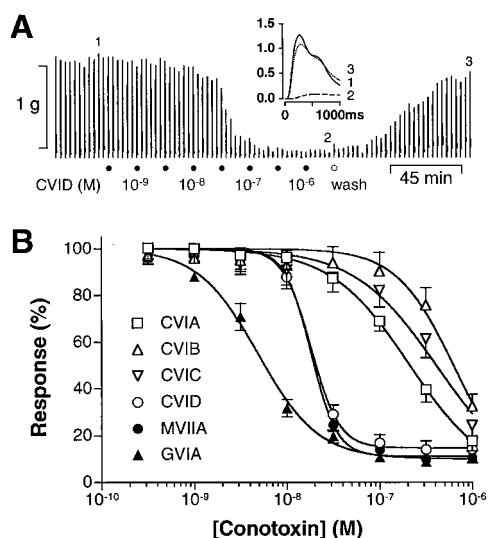 A
1
1 g
1.5
1.0
0.5
0.0
3
1
2
1
1000ms
2
3
CVID (M)
10-9
10-8
10-7
10-6
wash
45 min
B
Response (%)
100
80
60
40
20
0
CVIA
CVIB
CVIC
CVID
MVIIA
GVIA
10-10
10-9
10-8
10-7
10-6
[Conotoxin] (M)